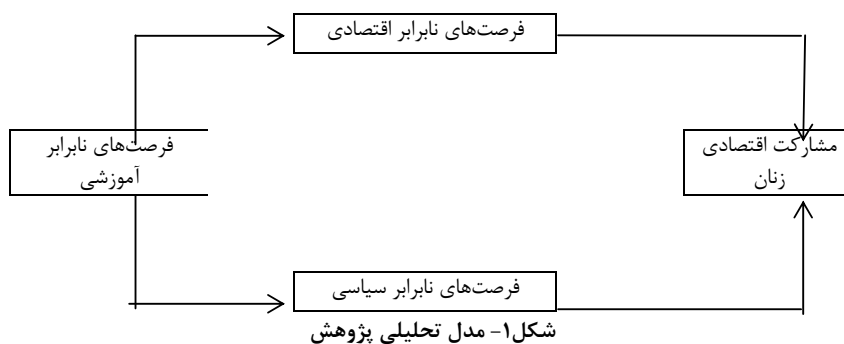 فرصت‌های نابرابر اقتصادی
فرصت‌های نابرابر
آموزشی
مشارکت اقتصادی
زنان
فرصت‌های نابرابر سیاسی
شکل۱- مدل تحلیلی پژوهش